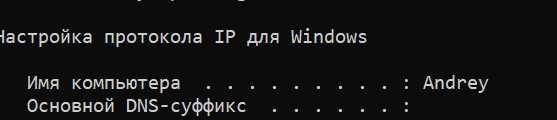 Настройка протокола IP для Windows
Имя компьютера . . . . . . . . . : Andrey
Основной DNS-суффикс . . . . . . :